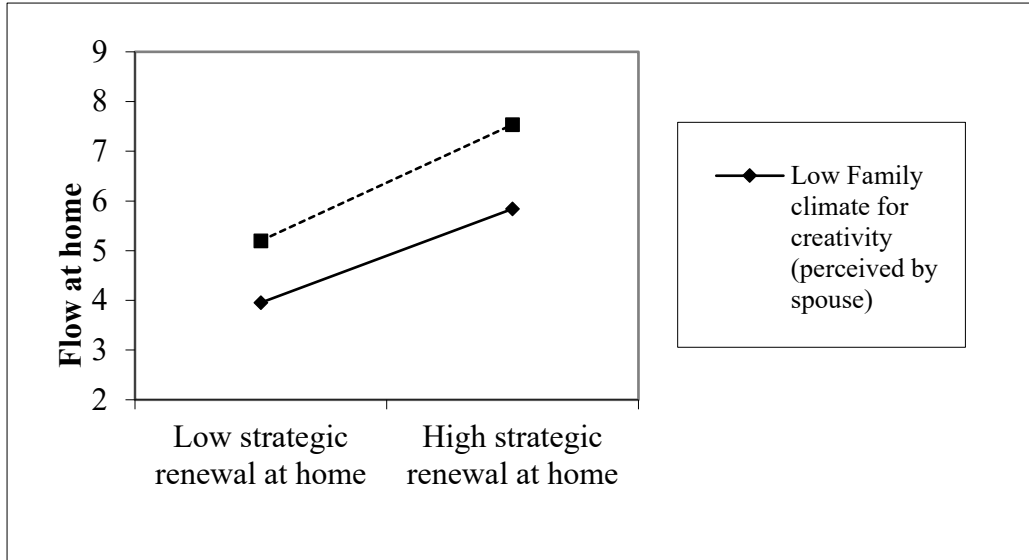 9
8
7
6
5
4
3
2
Flow at home
Low strategic
renewal at home
High strategic
renewal at home
Low Family
climate for
creativity
(perceived by
spouse)